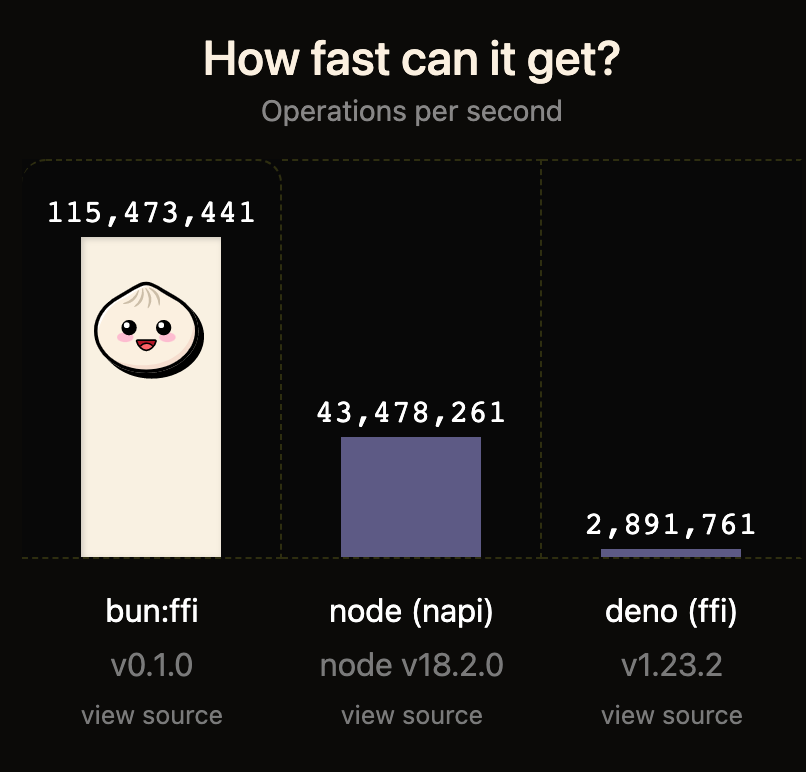 How fast can it get?
Operations per second
115,473,441
43,478,261
2,891,761
bun:ffi
node (napi)
deno (ffi)
v0.1.0
node v18.2.0
v1.23.2
view source
view source
view source